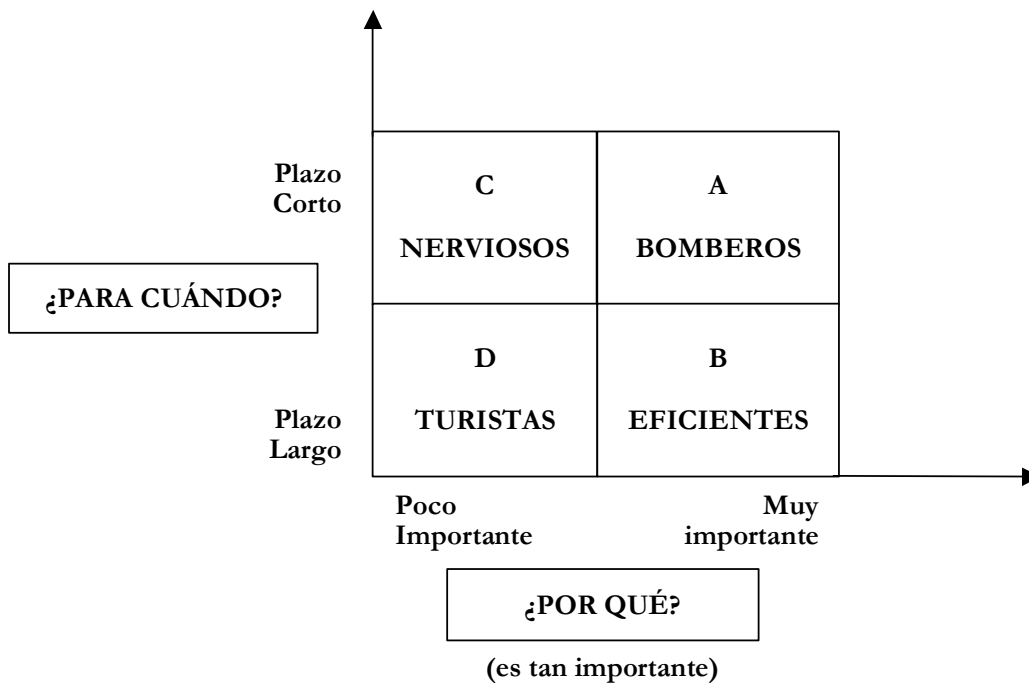 Plazo
Corto
C
A
NERVIOSOS
BOMBEROS
¿PARA CUÁNDO?
D
B
Plazo
Largo
TURISTAS
EFICIENTES
Poco
Importante
Muy
importante
¿POR QUÉ?
(es tan importante)